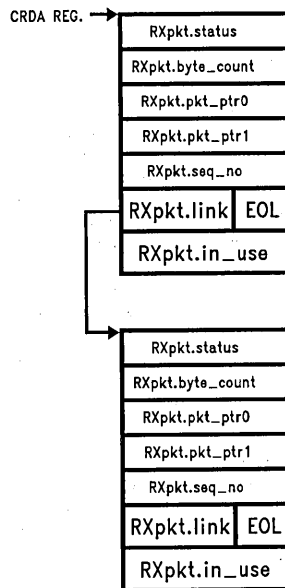 CRDA REG.
RXpkt.status
RXpkt.byte_count
RXpkt.pkt_ptr0
RXpkt.pkt_ptr1
RXpkt.seq_no
RXpkt.link EOL
RXpkt.in_use
RXpkt.status
RXpkt.byte_count
RXpkt.pkt_ptr0
RXpkt.pkt_ptr1
RXpkt.seq_no
RXpkt.link EOL
RXpkt.in_use